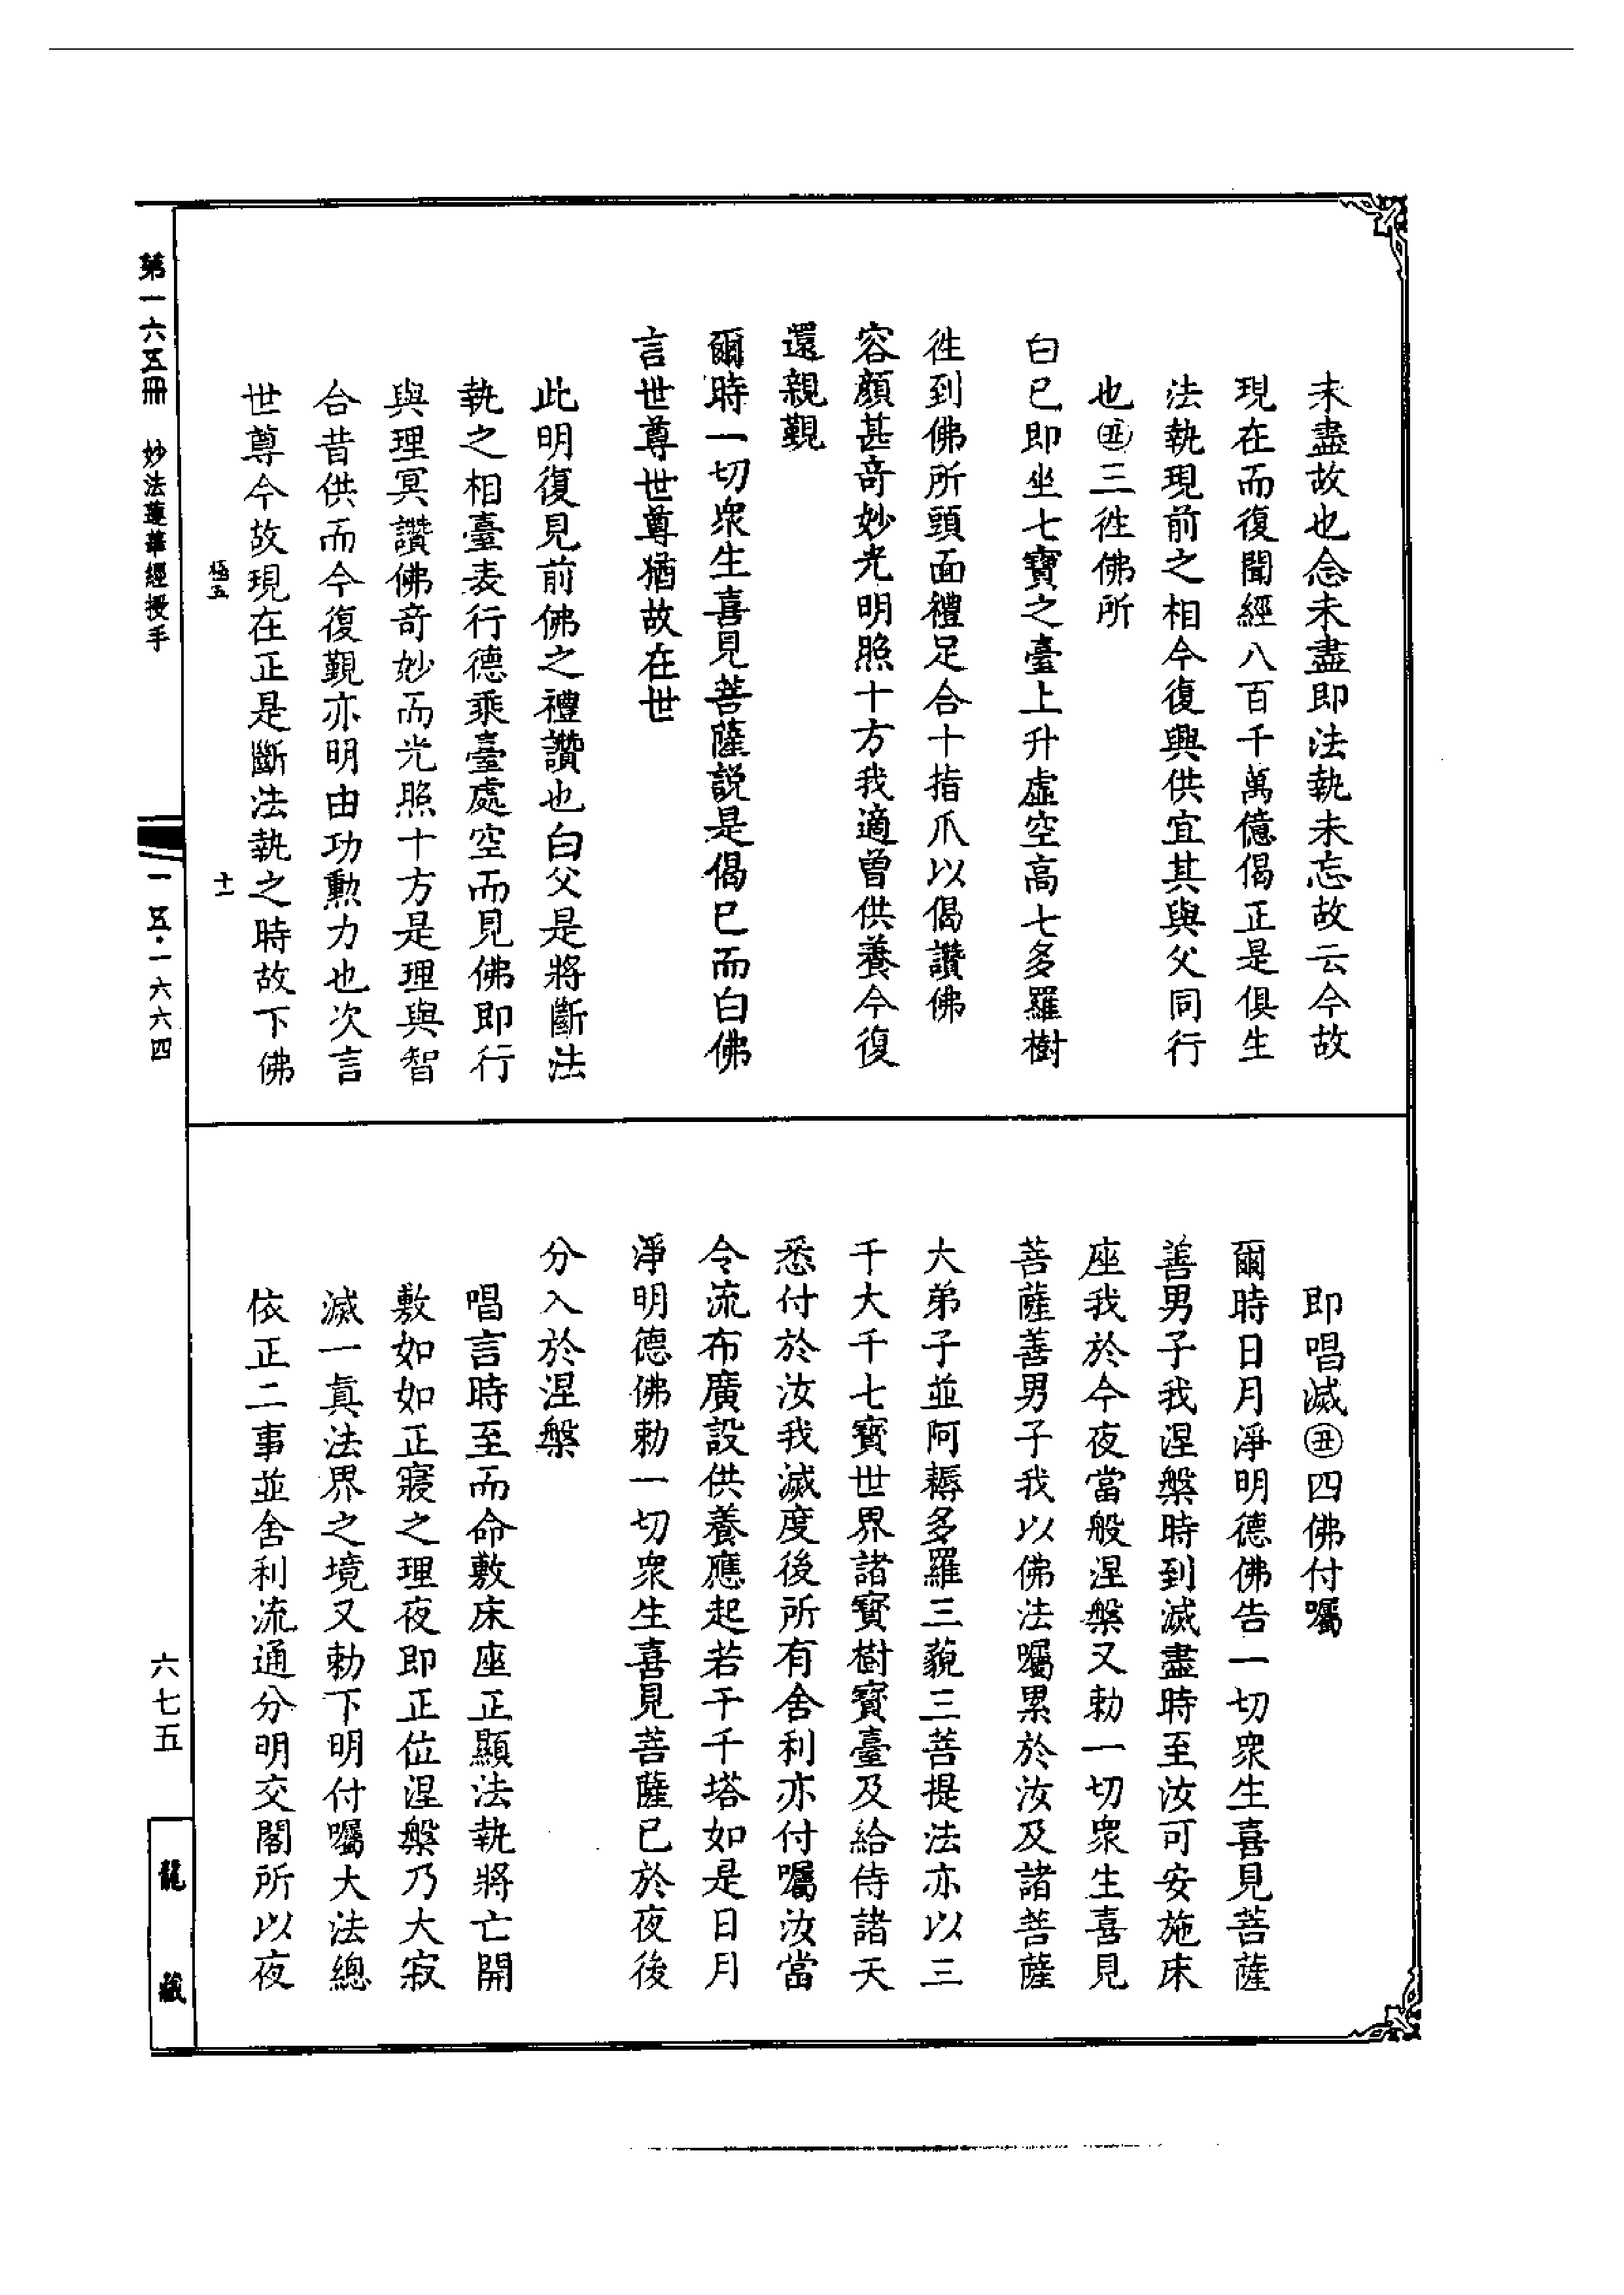 未盡故也念未盡即法執未忘故云今故
現在而復聞經八百千萬億偈正是俱生
法執現前之相今復興供宜其與父同行
也㊄三徃佛所
白已即坐七寶之臺上升虛空高七多羅樹
徃到佛所頭面禮足合十指爪以偈讚佛
容顏甚奇妙光明照十方我適曾供養今復
還親覲
爾時一切衆生喜見菩薩說是偈已而白佛
言世尊世尊猶故在世
此明復見前佛之禮讚也白父是將斷法
執之相臺表行德乘臺處空而見佛即行
與理冥讚佛奇妙而光照十方是理與智
合昔供而今復覲亦明由功勲力也次言
世尊今故現在正是斷法執之時故下佛
極五
十一
即唱滅丑四佛付囑
爾時日月淨明德佛告一切衆生喜見菩薩
善男子我涅槃時到滅盡時至汝可安施床
座我於今夜當般涅槃又勅一切衆生喜見
菩薩善男子我以佛法囑累於汝及諸菩薩
大弟子並阿耨多羅三藐三菩提法亦以三
千大千七寶世界諸寶樹寶臺及給侍諸天
悉付於汝我滅度後所有舍利亦付囑汝當
令流布廣設供養應起若干千塔如是日月
淨明德佛勅一切衆生喜見菩薩已於夜後
分入於涅槃
唱言時至而命敷床座正顯法執將亡開
敷如如正寢之理夜即正位涅槃乃大寂
滅一真法界之境又勅下明付囑大法總
依正二事並舍利流通分明交閣所以夜
第一六五冊 妙法蓮華經授手
一五·一六六四
六七五
龍藏